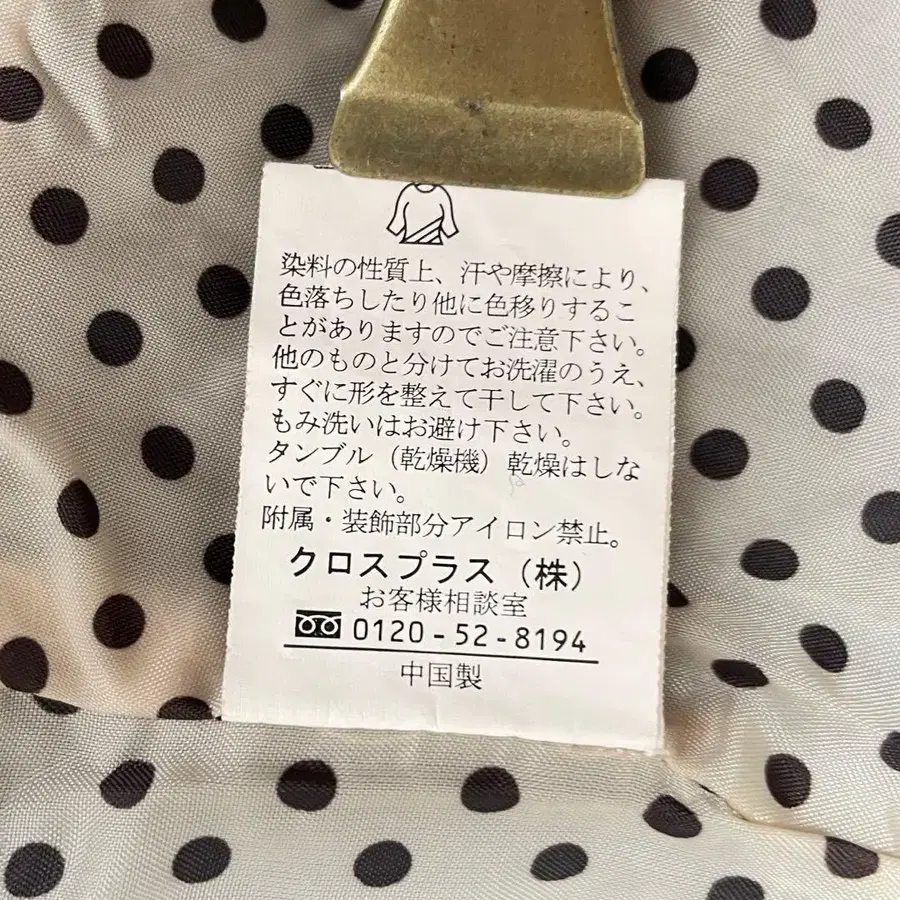 染料の性質上、汗や摩擦により、
色落ちしたり他に色移りするこ
とがありますのでご注意下さい。
他のものと分けてお洗濯のうえ、
すぐに形を整えて干して下さい。
もみ洗いはお避け下さい。
タンブル（乾燥機）乾燥はしな
いで下さい。
附属・装飾部分アイロン禁止。
クロスプラス（株）
お客様相談室
0120-52-8194
中国製